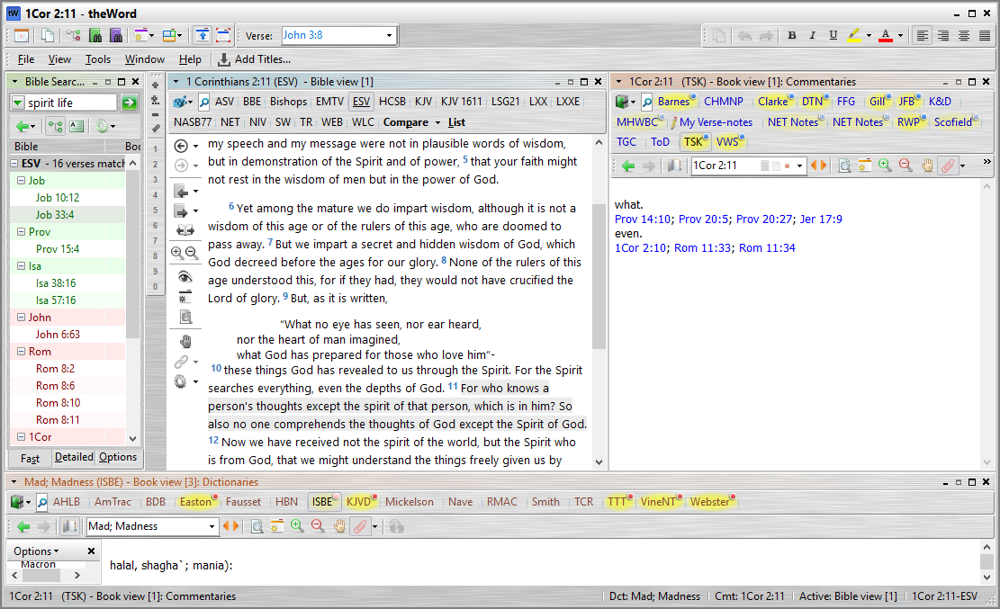 1Cor 2:11 - theWord
Verse: John 3:8
B I U A
File View Tools Window Help Add Titles...
Bible Searc...
spirit life
Bible Boo
ESV - 16 verses match
Job
Job 10:12
Job 33:4
Prov
Prov 15:4
Isa
Isa 38:16
Isa 57:16
John
John 6:63
Rom
Rom 8:2
Rom 8:6
Rom 8:10
Rom 8:11
1Cor
Fast Detailed Options
1
2
3
4
5
6
7
8
9
0
1 Corinthians 2:11 (ESV) - Bible view [1]
ASV BBE Bishops EMTV ESV HCSB KJV KJV 1611 LSG21 LXX LXXE
NASB77 NET NIV SW TR WEB WLC Compare List
my speech and my message were not in plausible words of wisdom,
but in demonstration of the Spirit and of power, 5 that your faith might
not rest in the wisdom of men but in the power of God.
6 Yet among the mature we do impart wisdom, although it is not a
wisdom of this age or of the rulers of this age, who are doomed to
pass away. 7 But we impart a secret and hidden wisdom of God, which
God decreed before the ages for our glory. 8 None of the rulers of this
age understood this, for if they had, they would not have crucified the
Lord of glory. 9 But, as it is written,
“What no eye has seen, nor ear heard,
nor the heart of man imagined,
what God has prepared for those who love him”-
10 these things God has revealed to us through the Spirit. For the Spirit
searches everything, even the depths of God. 11 For who knows a
person's thoughts except the spirit of that person, which is in him? So
also no one comprehends the thoughts of God except the Spirit of God.
12 Now we have received not the spirit of the world, but the Spirit who
is from God, that we might understand the things freely given us by
1Cor 2:11 (TSK) - Book view [1]: Commentaries
Barnes CHMNP Clarke DTN FFG Gill JFB K&D
MHWBC My Verse-notes NET Notes NET Notes RWP Scofield
TGC ToD TSK VWS
1Cor 2:11
what.
Prov 14:10; Prov 20:5; Prov 20:27; Jer 17:9
even.
1Cor 2:10; Rom 11:33; Rom 11:34
Mad; Madness (ISBE) - Book view [3]: Dictionaries
AHLB AmTrac BDB Easton Fausset HBN ISBE KJVD Mickelson Nave RMAC Smith TCR TTT VineNT Webster
Mad; Madness
Options
Macron
halal, shagha`; mania):
1Cor 2:11 (TSK) - Book view [1]: Commentaries Dct: Mad; Madness Cmt: 1Cor 2:11 Active: Bible view [1] 1Cor 2:11-ESV